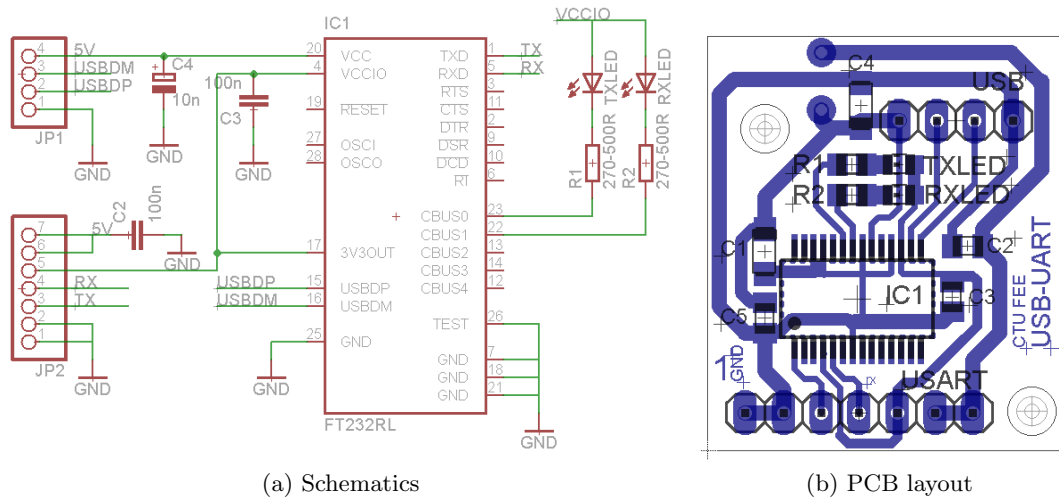 IC1
VCCIO
JP1
4
3
2
1
5V
USBDM
USBDP
GND
C4
10n
GND
100n
C3
GND
20
4
19
27
28
17
15
16
25
VCC
VCCIO
RESET
OSCI
OSCO
3V3OUT
USBDP
USBDM
GND
TXD
RXD
RTS
CTS
DTR
DSR
DCD
RI
CBUS0
CBUS1
CBUS2
CBUS3
CBUS4
TEST
GND
GND
GND
1
5
3
11
2
9
10
6
23
22
13
14
12
26
7
18
21
TX
RX
TXLED
RXLED
R1
270-500R
R2
270-500R
7
6
5
4
3
2
1
JP2
5V
C2
100n
GND
RX
TX
GND
USBDP
USBDM
GND
FT232RL
GND
C4
USB
R1
TXLED
R2
RXLED
C1
C2
IC1
C3
C5
CTU FEE
USB-UART
1
GND
USART
(a) Schematics
(b) PCB layout